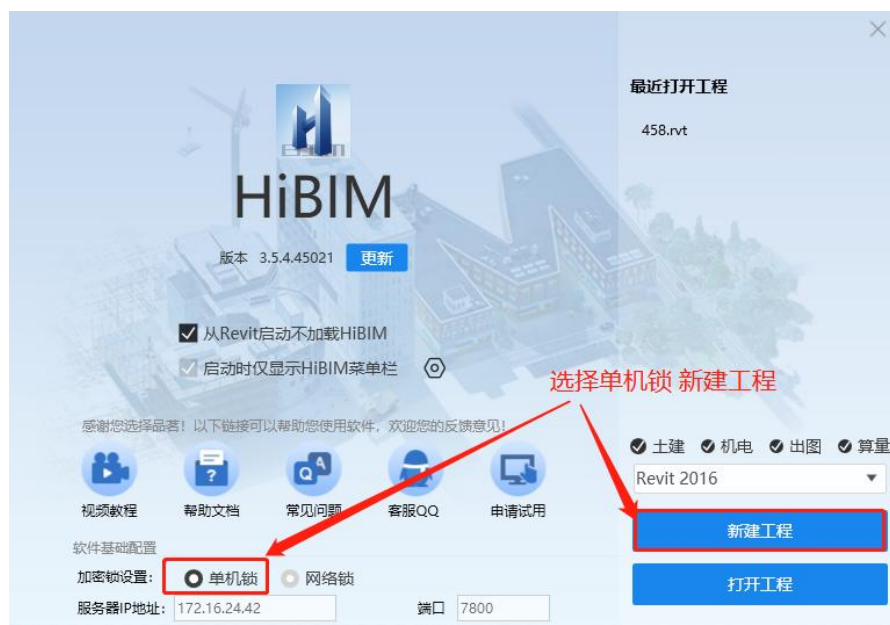 最近打开工程
458.rvt
HiBIM
版本 3.5.4.45021 更新
从Revit启动不加载HiBIM
启动时仅显示HiBIM菜单栏
选择单机锁 新建工程
感谢您选择品茗！以下链接可以帮助您使用软件，欢迎您的反馈意见！
土建 机电 出图 算量
Revit 2016
视频教程 帮助文档 常见问题 客服QQ 申请试用
新建工程
软件基础配置
加密锁设置： 单机锁 网络锁
打开工程
服务器IP地址： 172.16.24.42 端口 7800